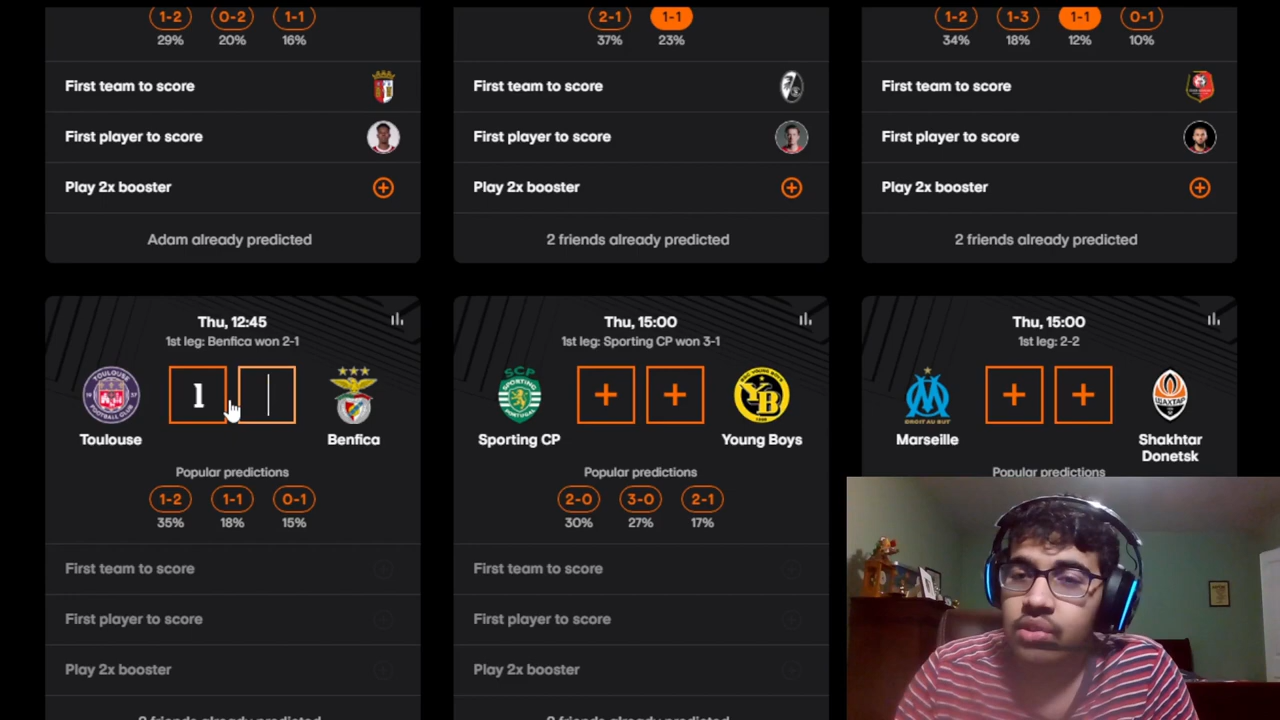 1-2 0-2 1-1
29% 20% 16%
First team to score
First player to score
Play 2x booster
Adam already predicted
2-1 1-1
37% 23%
First team to score
First player to score
Play 2x booster
2 friends already predicted
1-2 1-3 1-1 0-1
34% 18% 12% 10%
First team to score
First player to score
Play 2x booster
2 friends already predicted
Thu, 12:45
1st leg: Benfica won 2-1
1
Toulouse Benfica
Popular predictions
1-2 1-1 0-1
35% 18% 15%
First team to score
First player to score
Play 2x booster
Thu, 15:00
1st leg: Sporting CP won 3-1
Sporting CP Young Boys
Popular predictions
2-0 3-0 2-1
30% 27% 17%
First team to score
First player to score
Play 2x booster
Thu, 15:00
1st leg: 2-2
Marseille Shakhtar
Donetsk
Popular predictions